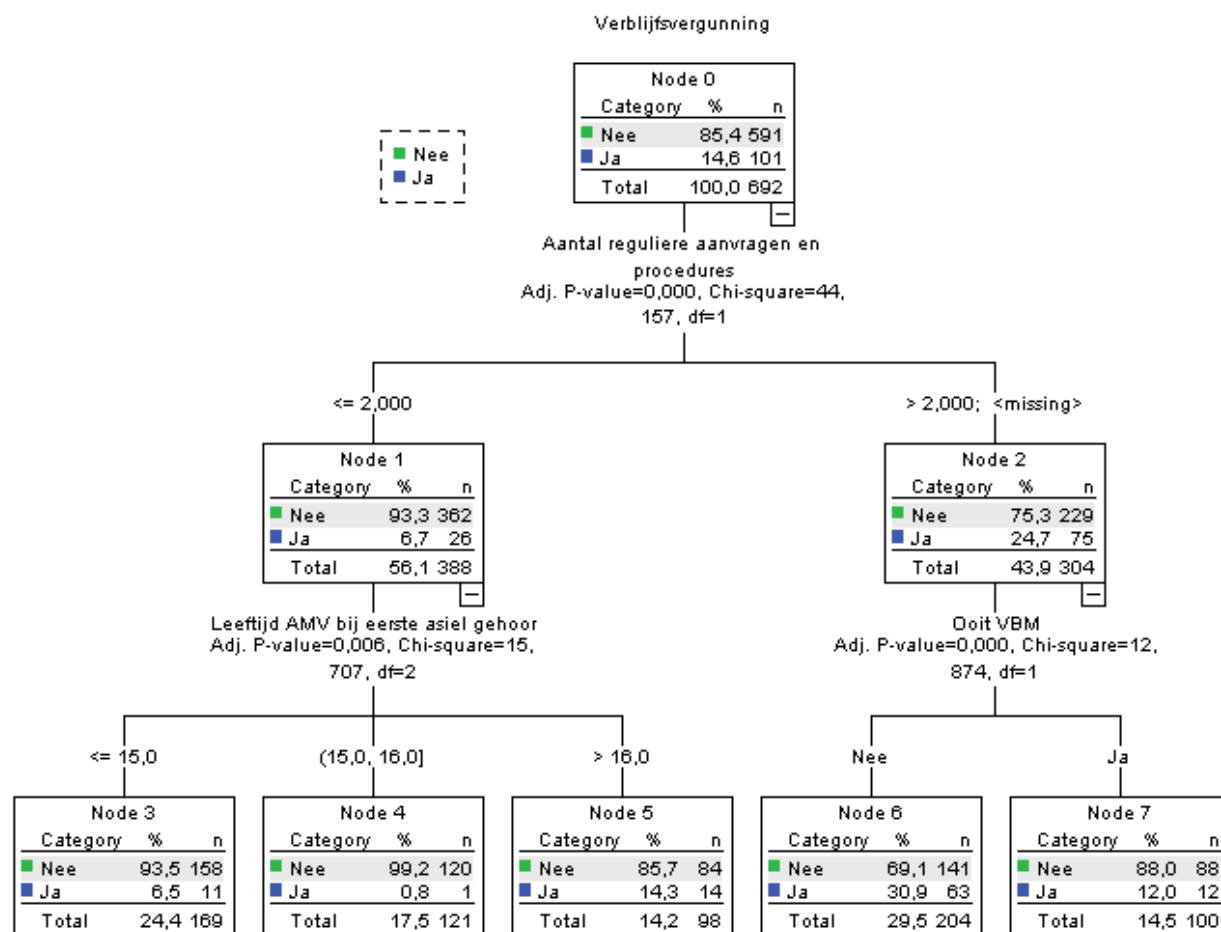 Verblijfsvergunning
Node 0
Category % n
Nee 85,4 591
Ja 14,6 101
Total 100,0 692
Nee
Ja
Aantal reguliere aanvragen en
procedures
Adj. P-value=0,000, Chi-square=44,
157, df=1
<= 2,000
> 2,000; <missing>
Node 1
Category % n
Nee 93,3 362
Ja 6,7 26
Total 56,1 388
Node 2
Category % n
Nee 75,3 229
Ja 24,7 75
Total 43,9 304
Leeftijd AMV bij eerste asiel gehoor
Adj. P-value=0,006, Chi-square=15,
707, df=2
Ooit VBM
Adj. P-value=0,000, Chi-square=12,
874, df=1
<= 15,0
(15,0, 16,0]
> 16,0
Nee
Ja
Node 3
Category % n
Nee 93,5 158
Ja 6,5 11
Total 24,4 169
Node 4
Category % n
Nee 99,2 120
Ja 0,8 1
Total 17,5 121
Node 5
Category % n
Nee 85,7 84
Ja 14,3 14
Total 14,2 98
Node 6
Category % n
Nee 69,1 141
Ja 30,9 63
Total 29,5 204
Node 7
Category % n
Nee 88,0 88
Ja 12,0 12
Total 14,5 100